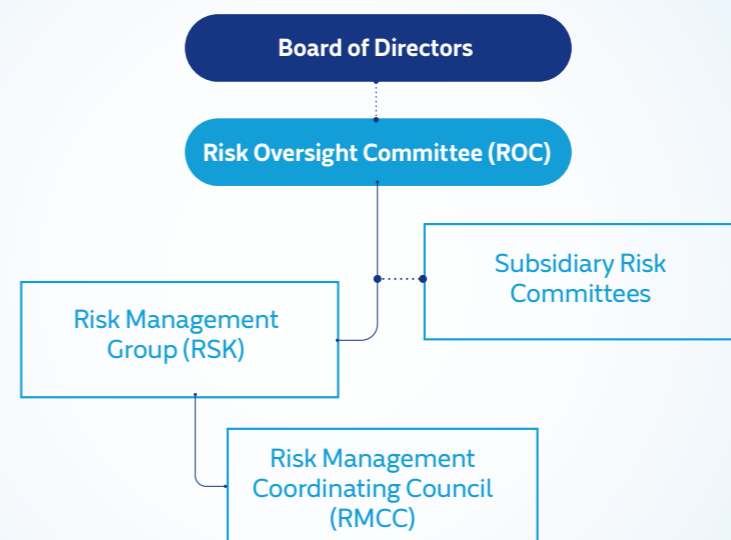 Board of Directors
Risk Oversight Committee (ROC)
Subsidiary Risk
Committees
Risk Management
Group (RSK)
Risk Management
Coordinating Council
(RMCC)